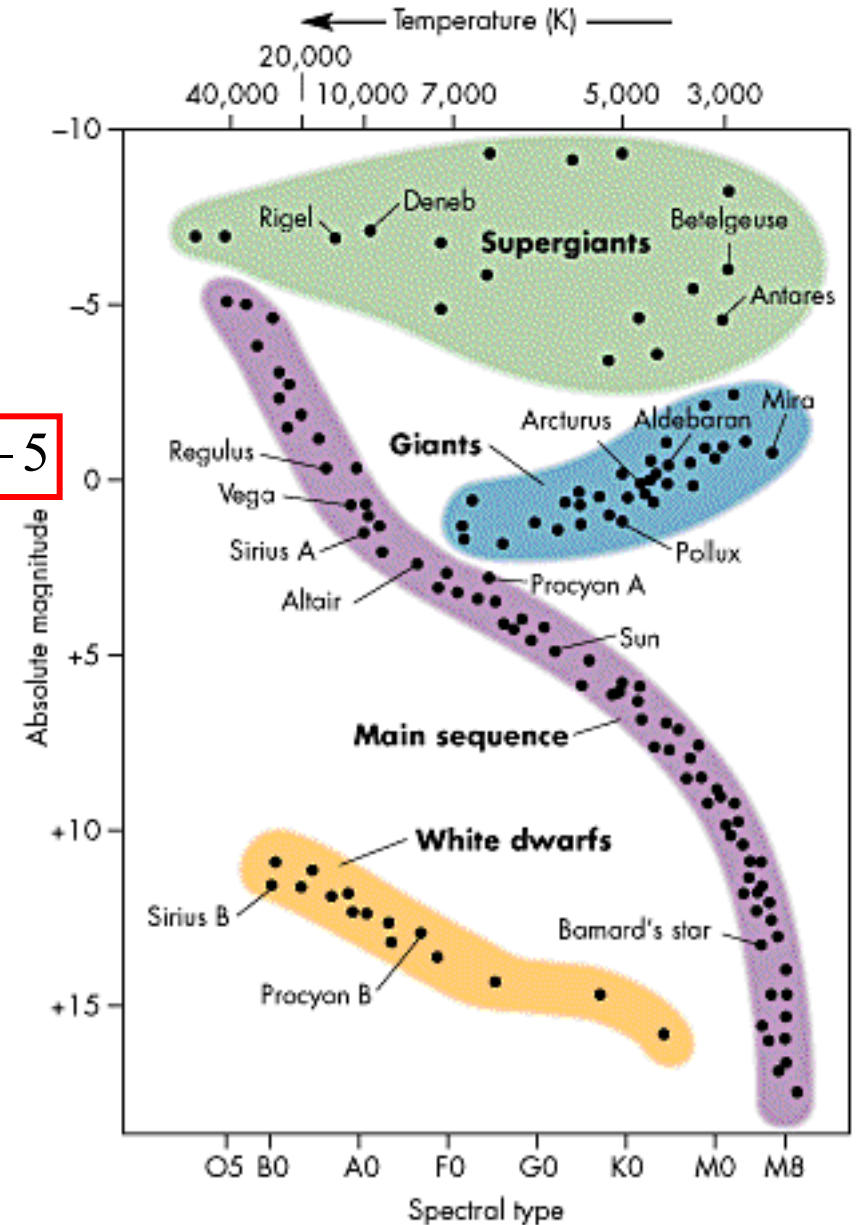 Temperature (K)
20,000
40,000 10,000 7,000 5,000 3,000
−10
Deneb
Rigel
Betelgeuse
Supergiants
Antares
−5
Mira
Arcturus Aldebaran
Giants
−5
Regulus
0
Vega
Sirius A
Pollux
Procyon A
Altair
Sun
+5
Main sequence
Absolute magnitude
+10
White dwarfs
Sirius B
Barnard's star
Procyon B
+15
O5 B0 A0 F0 G0 K0 M0 M8
Spectral type